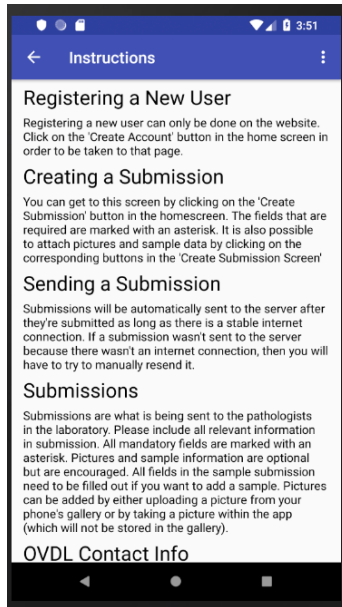 3:51
Instructions
Registering a New User
Registering a new user can only be done on the website.
Click on the 'Create Account' button in the home screen in
order to be taken to that page.
Creating a Submission
You can get to this screen by clicking on the 'Create
Submission' button in the homescreen. The fields that are
required are marked with an asterisk. It is also possible
to attach pictures and sample data by clicking on the
corresponding buttons in the 'Create Submission Screen'
Sending a Submission
Submissions will be automatically sent to the server after
they're submitted as long as there is a stable internet
connection. If a submission wasn't sent to the server
because there wasn't an internet connection, then you will
have to try to manually resend it.
Submissions
Submissions are what is being sent to the pathologists
in the laboratory. Please include all relevant information
in submission. All mandatory fields are marked with an
asterisk. Pictures and sample information are optional
but are encouraged. All fields in the sample submission
need to be filled out if you want to add a sample. Pictures
can be added by either uploading a picture from your
phone's gallery or by taking a picture within the app
(which will not be stored in the gallery).
OVDL Contact Info